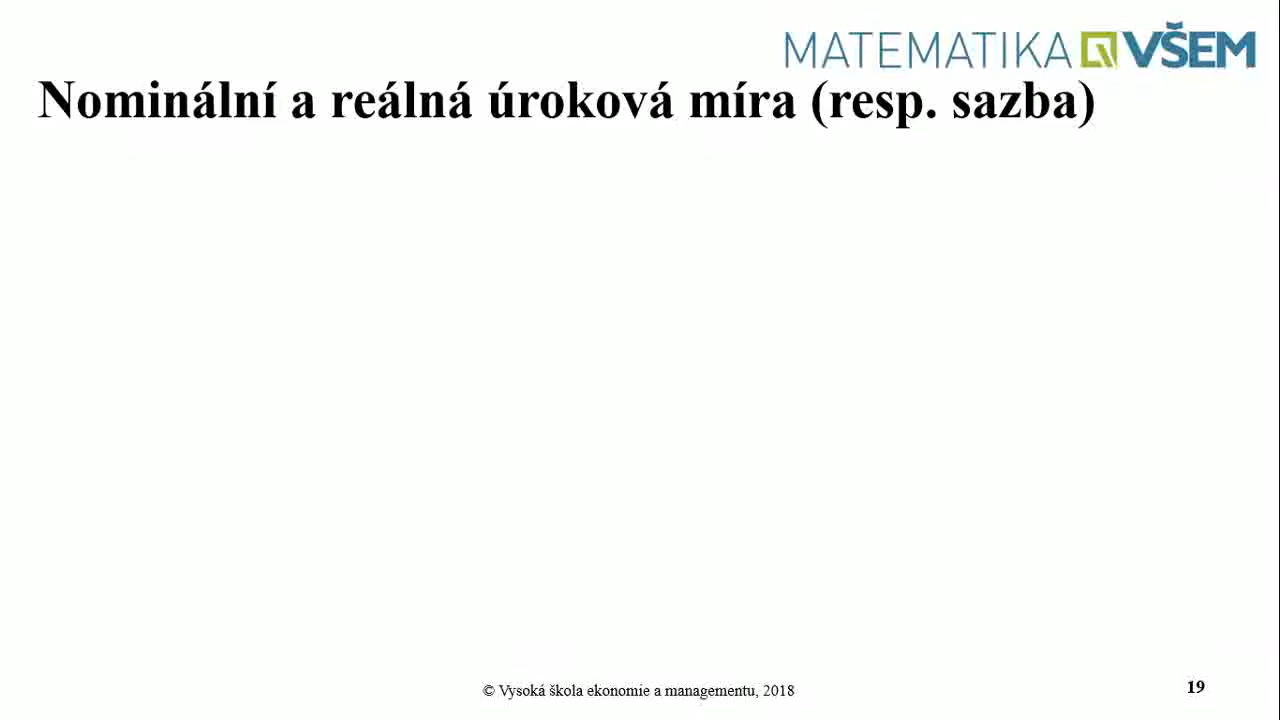 MATEMATIKA VŠEM
Nominální a reálná úroková míra (resp. sazba)
© Vysoká škola ekonomie a managementu, 2018
19